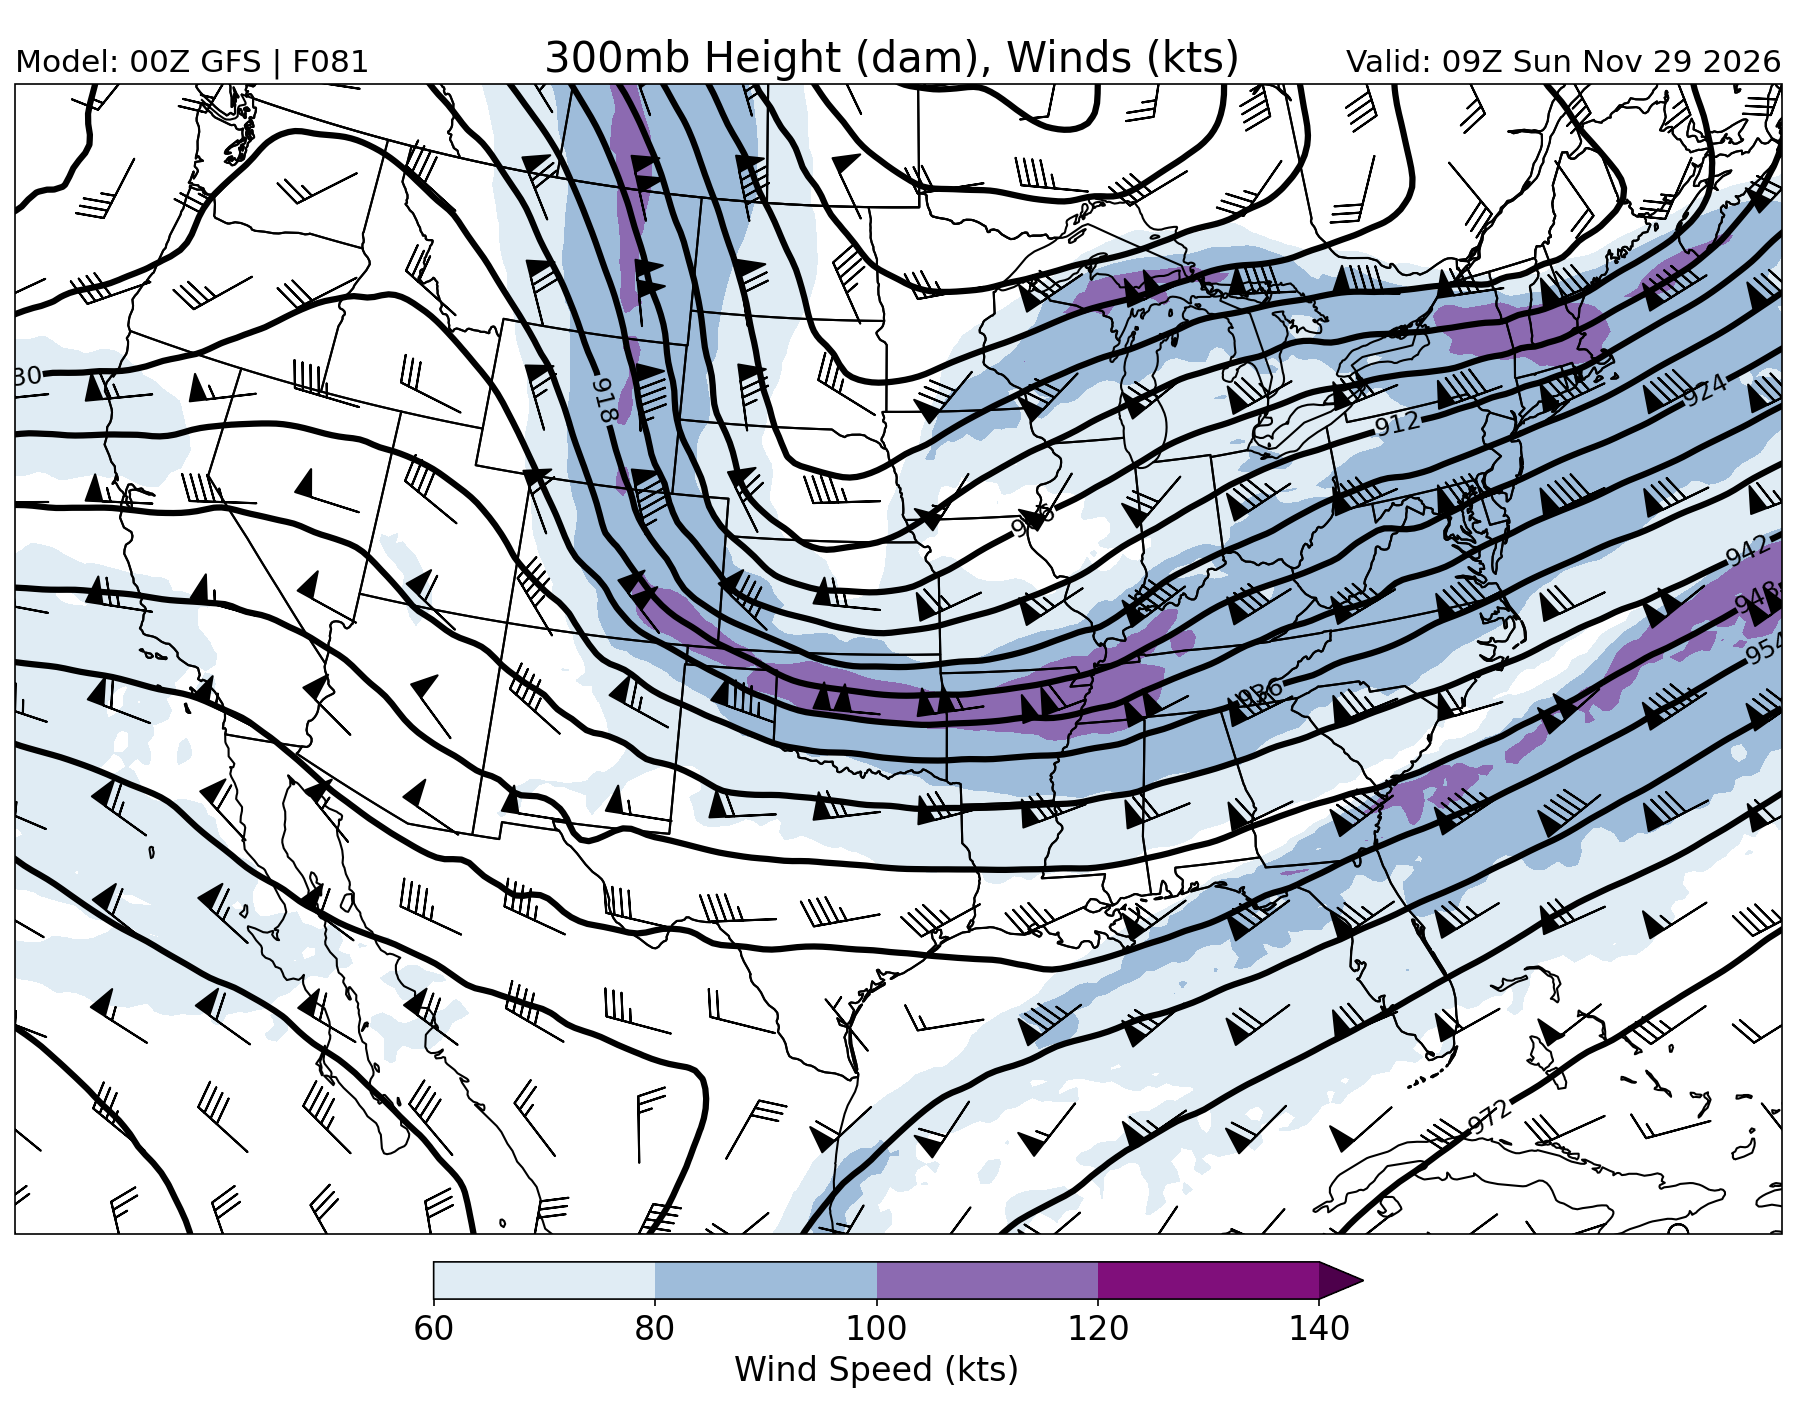 Model: 00Z GFS | F081
300mb Height (dam), Winds (kts)
Valid: 09Z Sun Nov 29 2026
30
918
924
912
942
948
954
936
972
60 80 100 120 140
Wind Speed (kts)